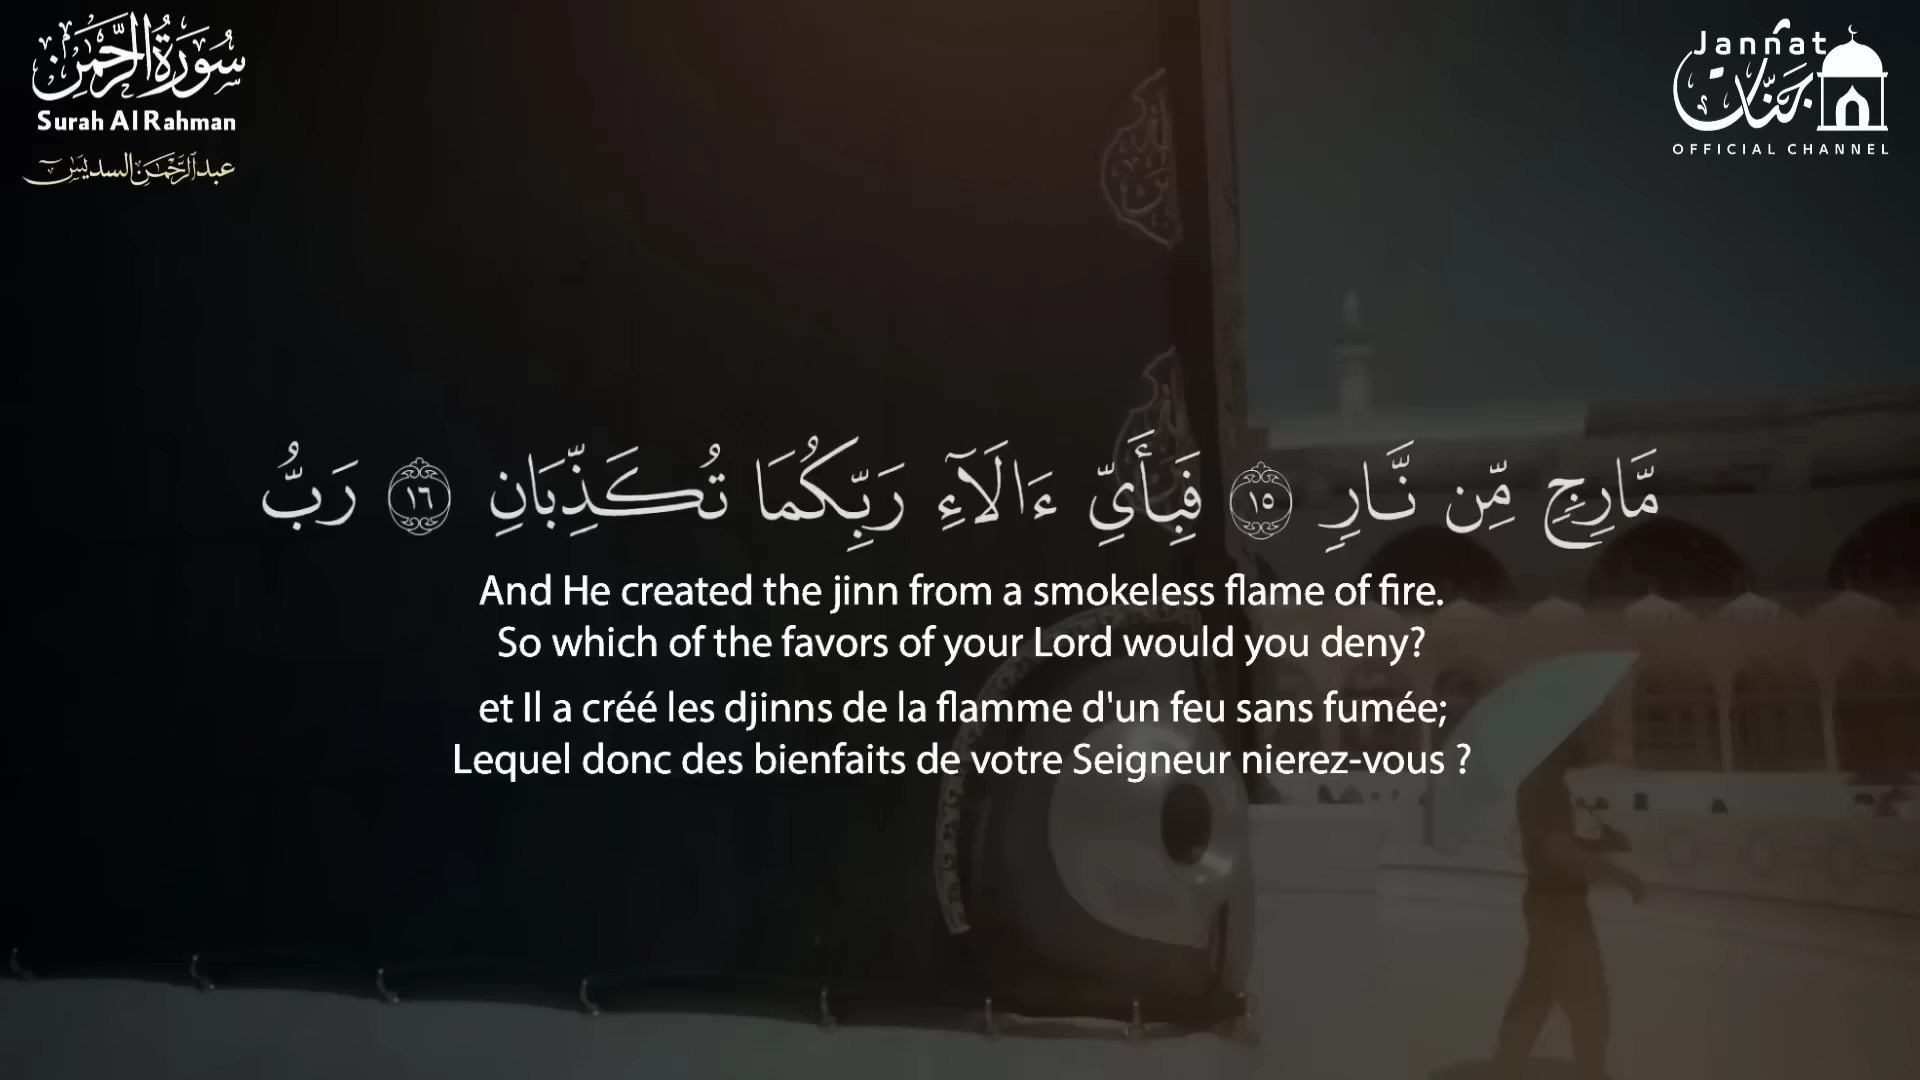 سُورَةُ الرَّحْمَٰن
Surah Al Rahman
عبد الرَّحْمَٰن السديس
Jannat
جَنَّات
OFFICIAL CHANNEL
مَّارِجٍ مِّن نَّارٍ ١٥ فَبِأَىِّ ءَالَآءِ رَبِّكُمَا تُكَذِّبَانِ ١٦ رَبُّ
And He created the jinn from a smokeless flame of fire.
So which of the favors of your Lord would you deny?
et Il a créé les djinns de la flamme d'un feu sans fumée;
Lequel donc des bienfaits de votre Seigneur nierez-vous ?